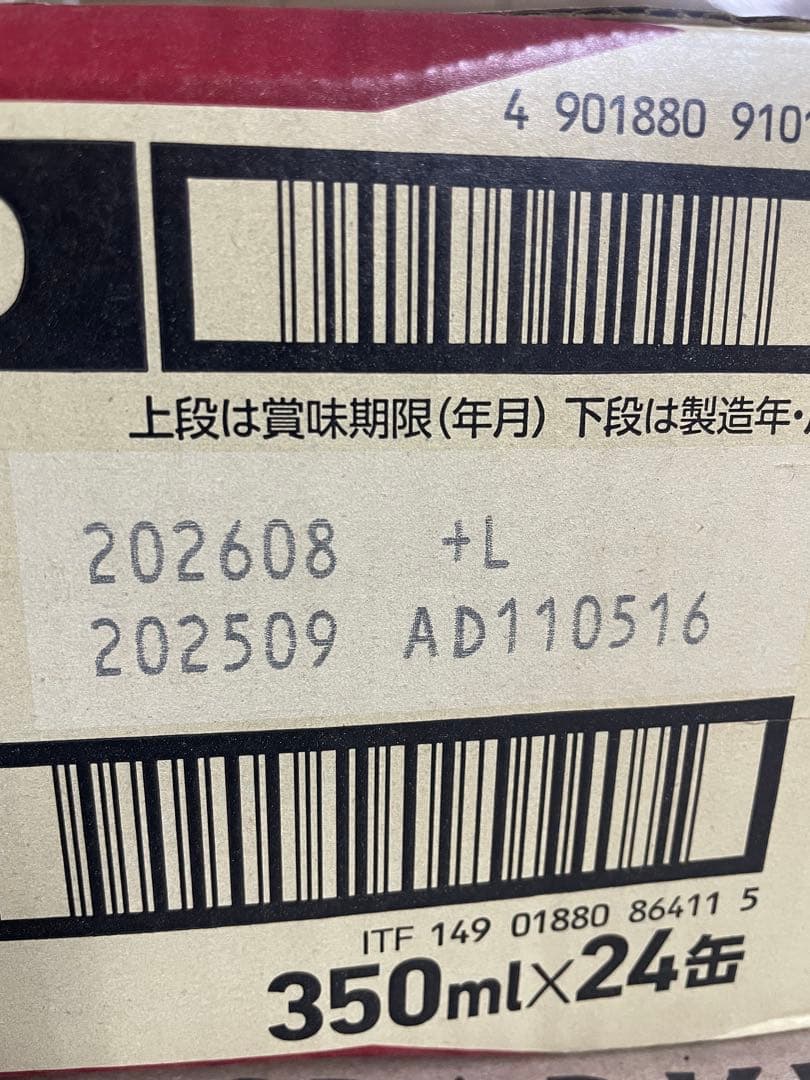 4 901880 910
上段は賞味期限(年月) 下段は製造年・
202608 +L
202509 AD110516
ITF 149 01880 86411 5
350ml×24缶